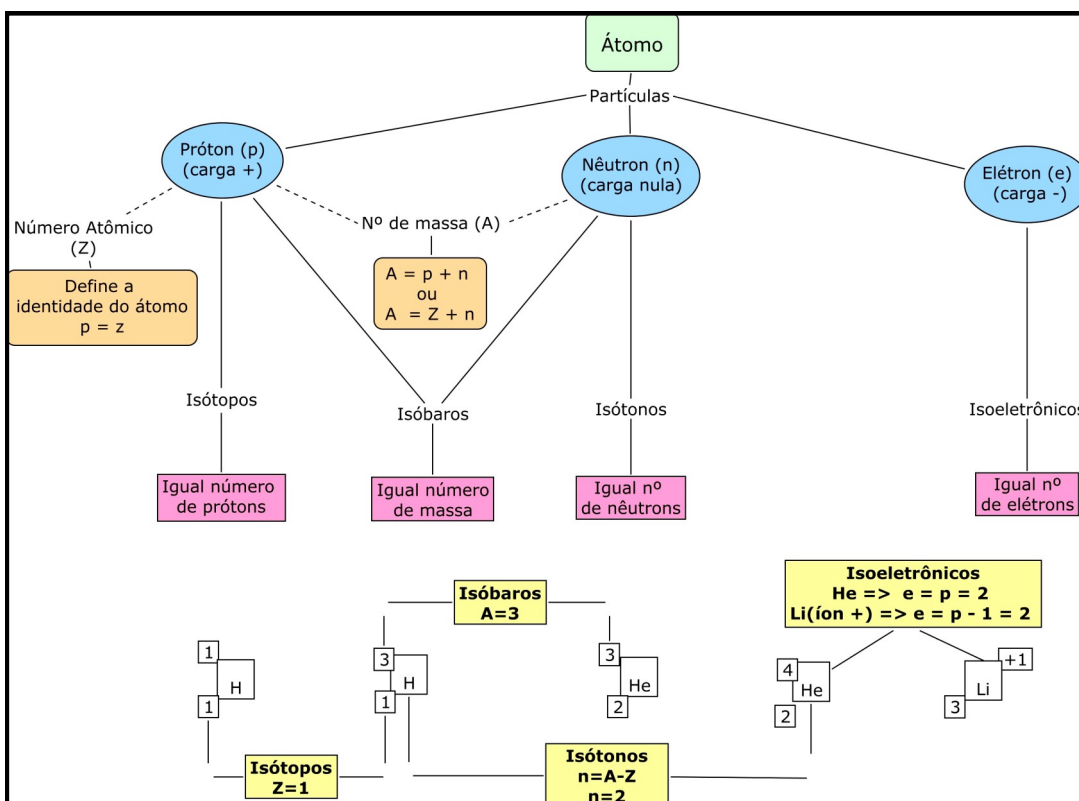 Átomo
Partículas
Próton (p)
(carga +)
Nêutron (n)
(carga nula)
Elétron (e)
(carga -)
Número Atômico
(Z)
Nº de massa (A)
Define a
identidade do átomo
p = z
A = p + n
ou
A = Z + n
Isótopos
Isóbaros
Isótonos
Isoeletrônicos
Igual número
de prótons
Igual número
de massa
Igual nº
de nêutrons
Igual nº
de elétrons
Isóbaros
A=3
Isoeletrônicos
He => e = p = 2
Li(íon +) => e = p - 1 = 2
1
H
1
3
H
1
3
He
2
4
He
2
+1
Li
3
Isótopos
Z=1
Isótonos
n=A-Z
n=2